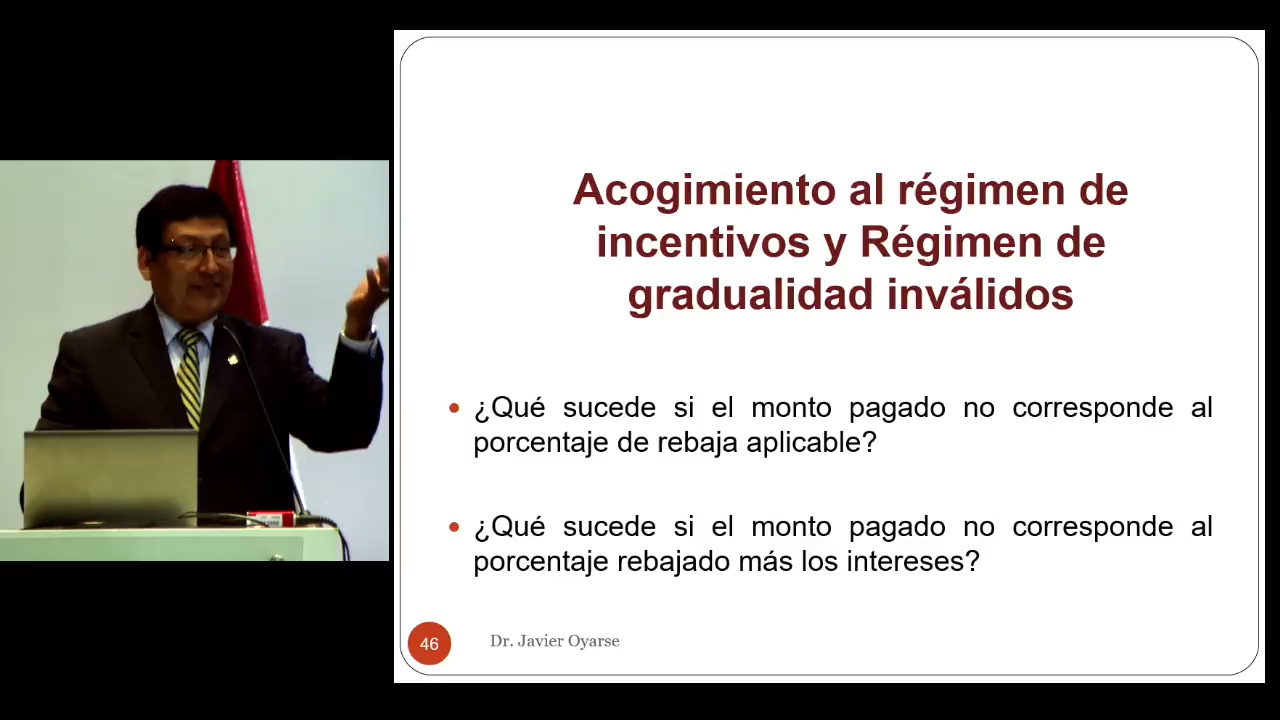 Acogimiento al régimen de
incentivos y Régimen de
gradualidad inválidos
• ¿Qué sucede si el monto pagado no corresponde al
porcentaje de rebaja aplicable?
• ¿Qué sucede si el monto pagado no corresponde al
porcentaje rebajado más los intereses?
46
Dr. Javier Oyarse